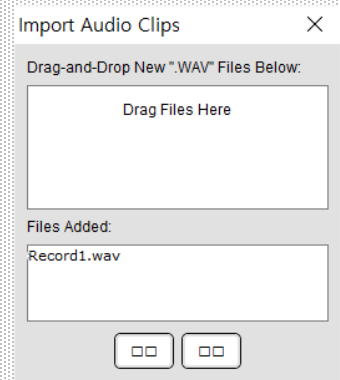 Import Audio Clips
Drag-and-Drop New ".WAV" Files Below:
Drag Files Here
Files Added:
Record1.wav